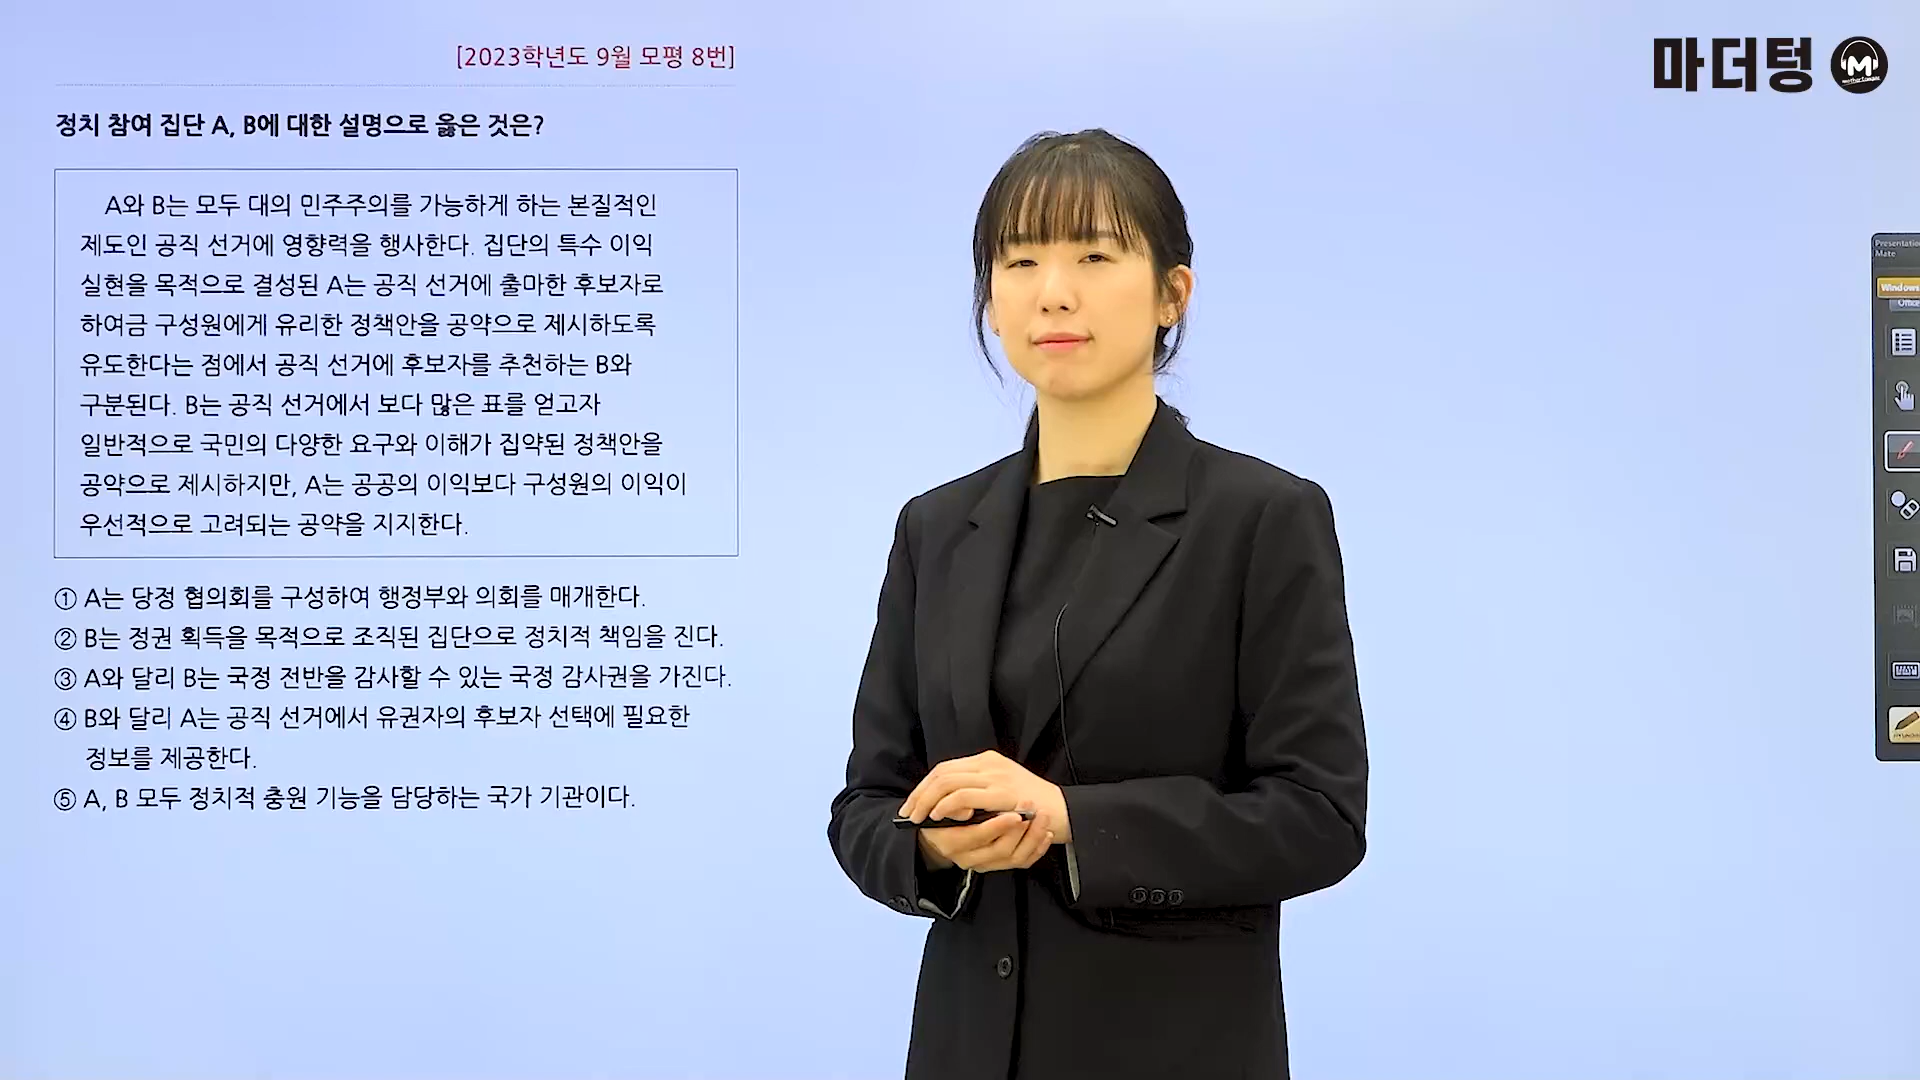 [2023학년도 9월 모평 8번]
마더텅
M
정치 참여 집단 A, B에 대한 설명으로 옳은 것은?
A와 B는 모두 대의 민주주의를 가능하게 하는 본질적인
제도인 공직 선거에 영향력을 행사한다. 집단의 특수 이익
실현을 목적으로 결성된 A는 공직 선거에 출마한 후보자로
하여금 구성원에게 유리한 정책안을 공약으로 제시하도록
유도한다는 점에서 공직 선거에 후보자를 추천하는 B와
구분된다. B는 공직 선거에서 보다 많은 표를 얻고자
일반적으로 국민의 다양한 요구와 이해가 집약된 정책안을
공약으로 제시하지만, A는 공공의 이익보다 구성원의 이익이
우선적으로 고려되는 공약을 지지한다.
① A는 당정 협의회를 구성하여 행정부와 의회를 매개한다.
② B는 정권 획득을 목적으로 조직된 집단으로 정치적 책임을 진다.
③ A와 달리 B는 국정 전반을 감사할 수 있는 국정 감사권을 가진다.
④ B와 달리 A는 공직 선거에서 유권자의 후보자 선택에 필요한
정보를 제공한다.
⑤ A, B 모두 정치적 충원 기능을 담당하는 국가 기관이다.
Presentation
Mate
Windows
Office